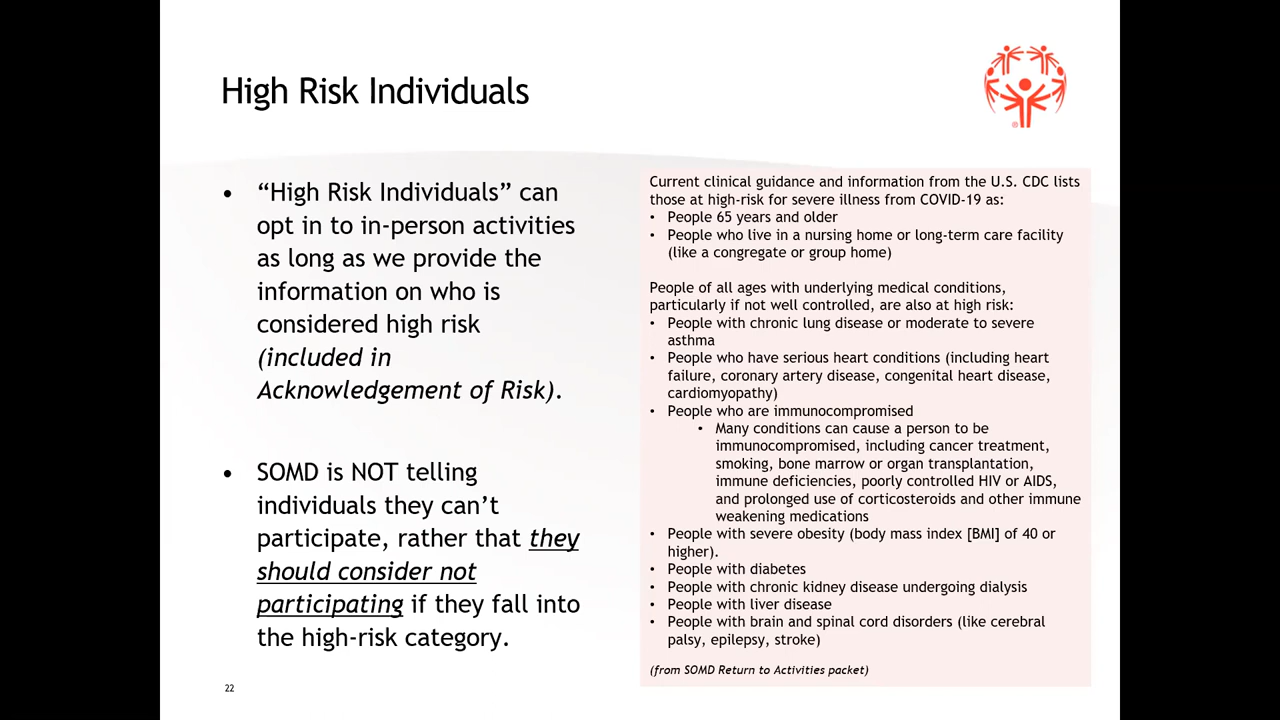 High Risk Individuals
®
• “High Risk Individuals” can
opt in to in-person activities
as long as we provide the
information on who is
considered high risk
(included in
Acknowledgement of Risk).
• SOMD is NOT telling
individuals they can’t
participate, rather that they
should consider not
participating if they fall into
the high-risk category.
Current clinical guidance and information from the U.S. CDC lists
those at high-risk for severe illness from COVID-19 as:
• People 65 years and older
• People who live in a nursing home or long-term care facility
(like a congregate or group home)
People of all ages with underlying medical conditions,
particularly if not well controlled, are also at high risk:
• People with chronic lung disease or moderate to severe
asthma
• People who have serious heart conditions (including heart
failure, coronary artery disease, congenital heart disease,
cardiomyopathy)
• People who are immunocompromised
• Many conditions can cause a person to be
immunocompromised, including cancer treatment,
smoking, bone marrow or organ transplantation,
immune deficiencies, poorly controlled HIV or AIDS,
and prolonged use of corticosteroids and other immune
weakening medications
• People with severe obesity (body mass index [BMI] of 40 or
higher).
• People with diabetes
• People with chronic kidney disease undergoing dialysis
• People with liver disease
• People with brain and spinal cord disorders (like cerebral
palsy, epilepsy, stroke)
(from SOMD Return to Activities packet)
22